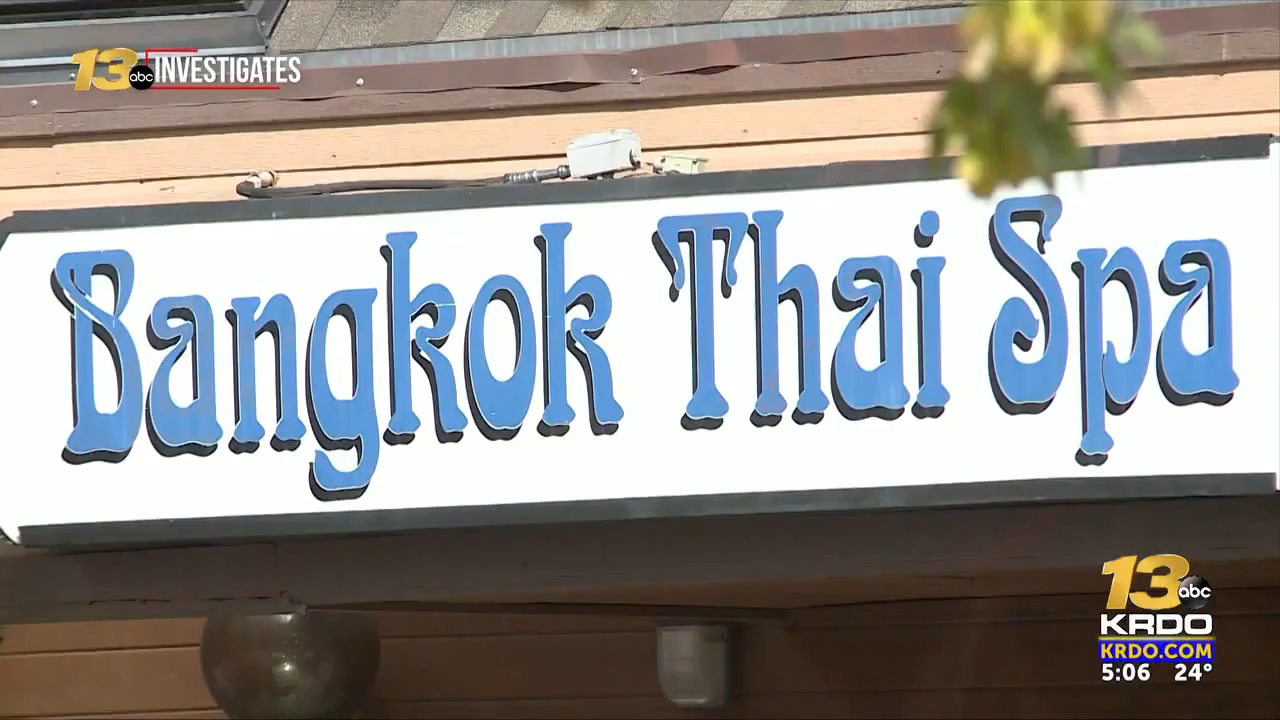 13 abc INVESTIGATES
Bangkok Thai Spa
13 abc
KRDO
KRDO.COM
5:06 24°